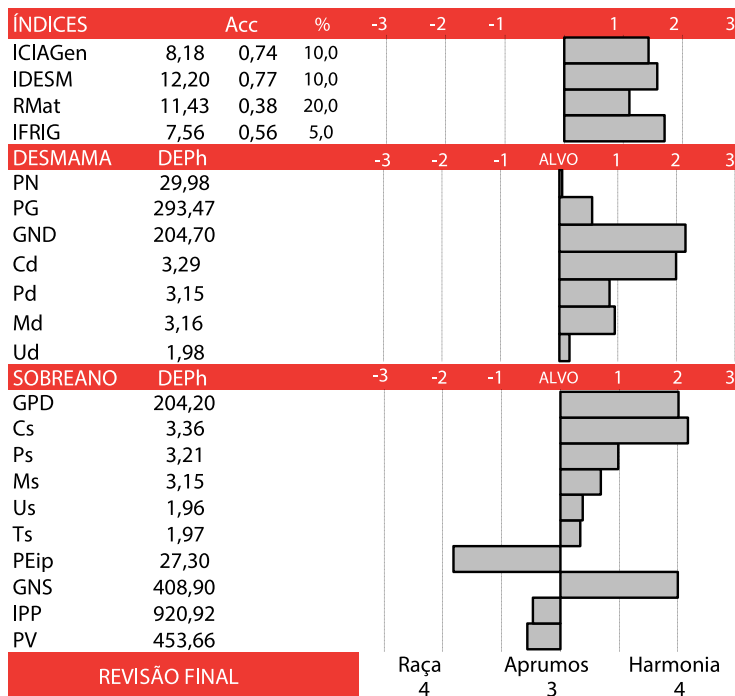 ÍNDICES Acc % -3 -2 -1 1 2 3
ICIAGen 8,18 0,74 10,0
IDESM 12,20 0,77 10,0
RMat 11,43 0,38 20,0
IFRIG 7,56 0,56 5,0
DESMAMA DEPh -3 -2 -1 ALVO 1 2 3
PN 29,98
PG 293,47
GND 204,70
Cd 3,29
Pd 3,15
Md 3,16
Ud 1,98
SOBREANO DEPh -3 -2 -1 ALVO 1 2 3
GPD 204,20
Cs 3,36
Ps 3,21
Ms 3,15
Us 1,96
Ts 1,97
PEip 27,30
GNS 408,90
IPP 920,92
PV 453,66
REVISÃO FINAL Raça Aprumos Harmonia
4 3 4